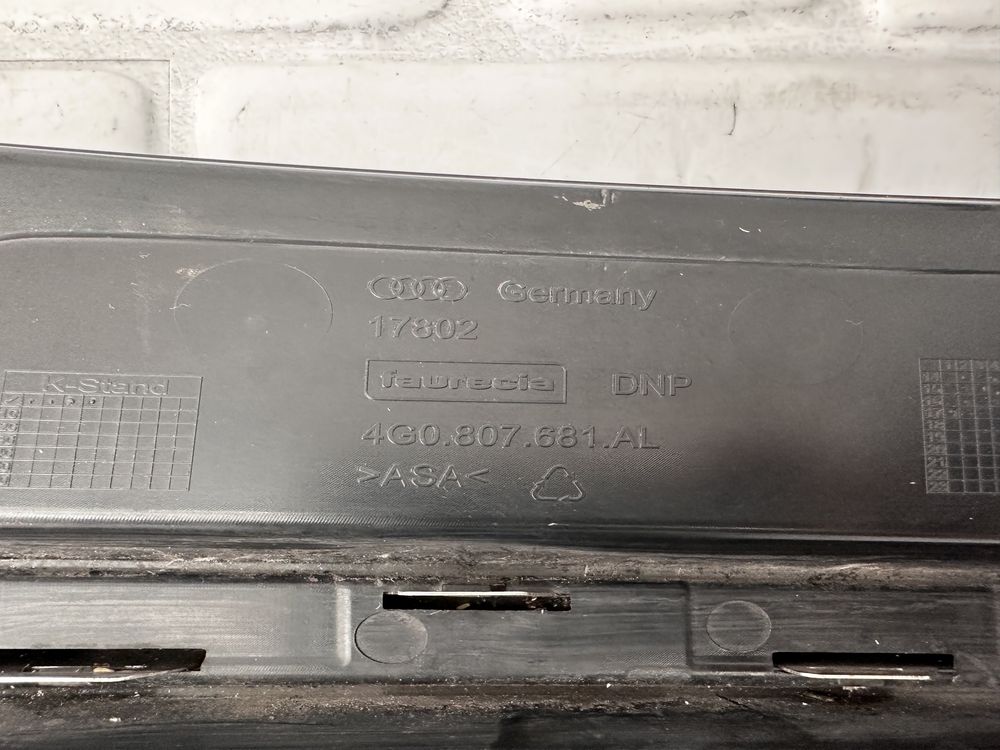 Germany
17802
faurecia DNP
K-Stand
4G0.807.681.AL
>ASA<